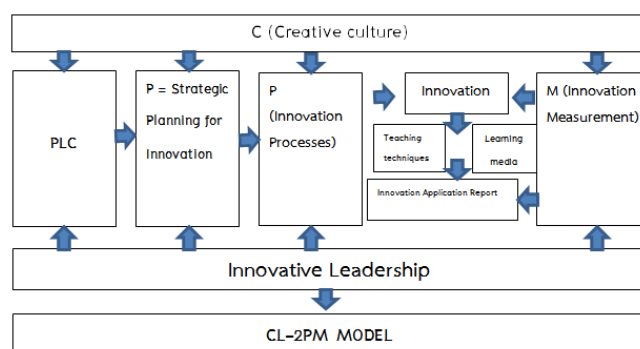 C (Creative culture)
PLC
P = Strategic
Planning for
Innovation
P
(Innovation
Processes)
Innovation
Teaching
techniques
Learning
media
Innovation Application Report
M (Innovation
Measurement)
Innovative Leadership
CL-2PM MODEL